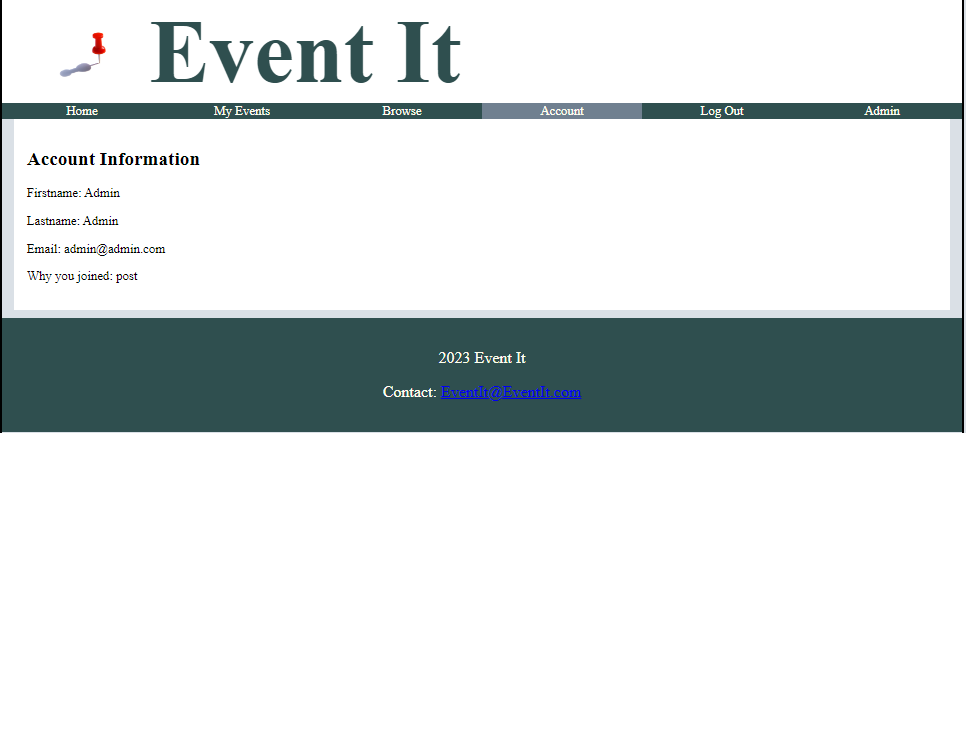 Event It
Home My Events Browse Account Log Out Admin
Account Information
Firstname: Admin
Lastname: Admin
Email: admin@admin.com
Why you joined: post
2023 Event It
Contact: EventIt@EventIt.com